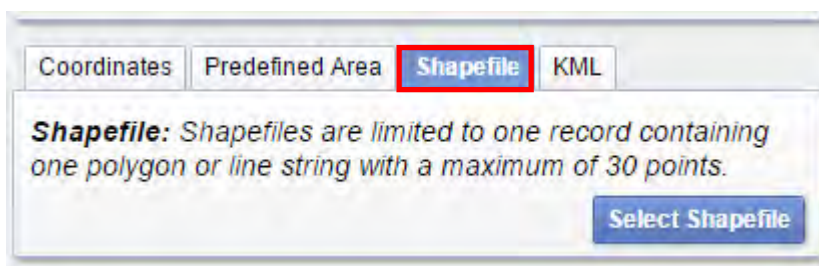 Coordinates Predefined Area Shapefile KML
Shapefile: Shapefiles are limited to one record containing
one polygon or line string with a maximum of 30 points.
Select Shapefile